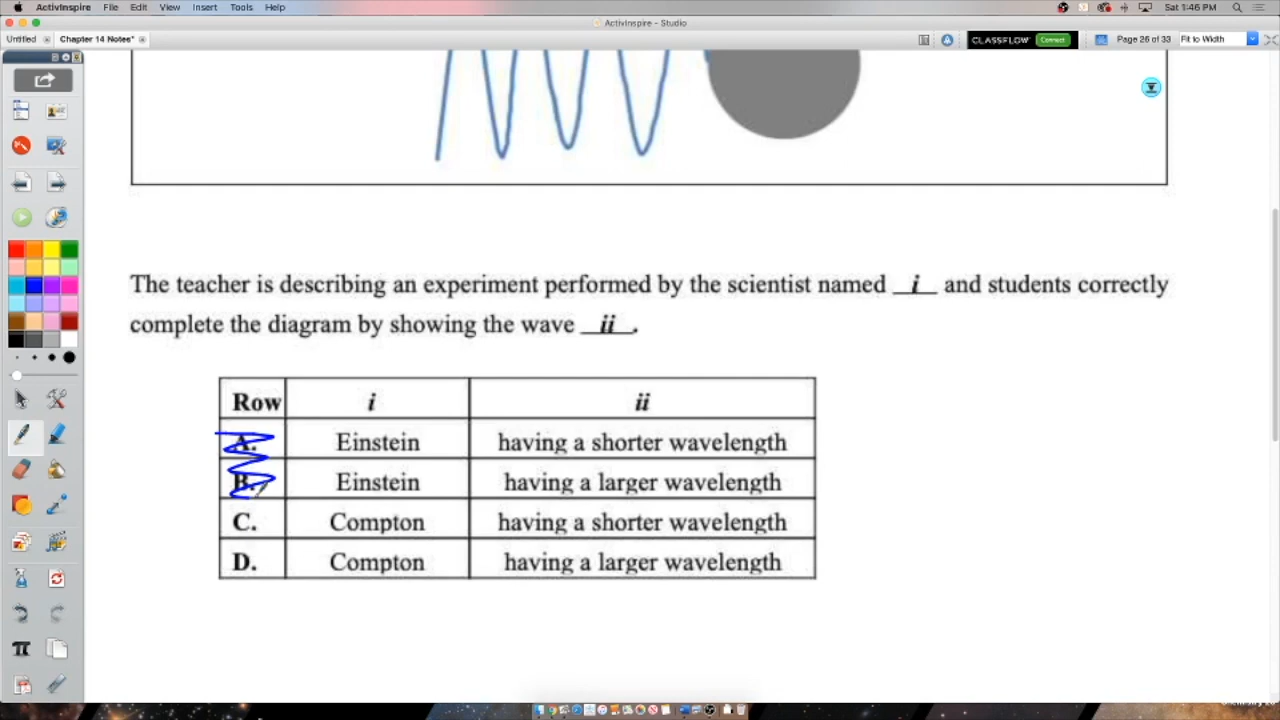 ActivInspire File Edit View Insert Tools Help Sat 1:46 PM
ActivInspire - Studio
Untitled Chapter 14 Notes* CLASSFLOW Connect Page 26 of 33 Fit to Width
The teacher is describing an experiment performed by the scientist named i and students correctly
complete the diagram by showing the wave ii .
Row i ii
A. Einstein having a shorter wavelength
B. Einstein having a larger wavelength
C. Compton having a shorter wavelength
D. Compton having a larger wavelength